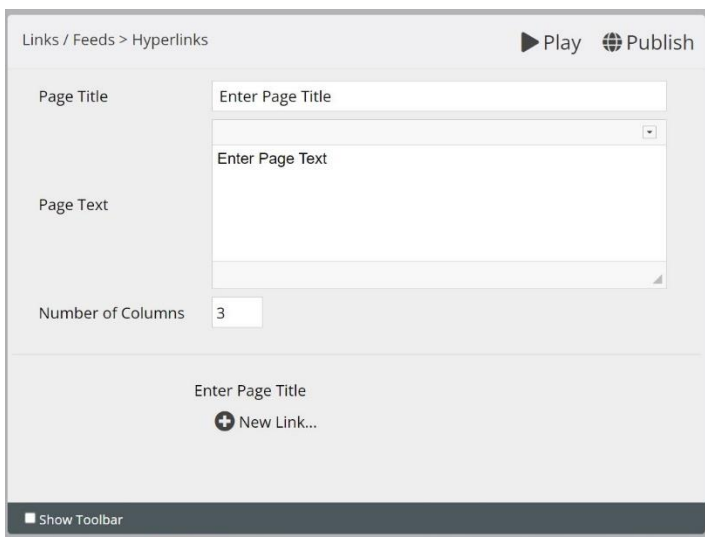 Links / Feeds > Hyperlinks Play Publish
Page Title Enter Page Title
Enter Page Text
Page Text
Number of Columns 3
Enter Page Title
New Link...
Show Toolbar